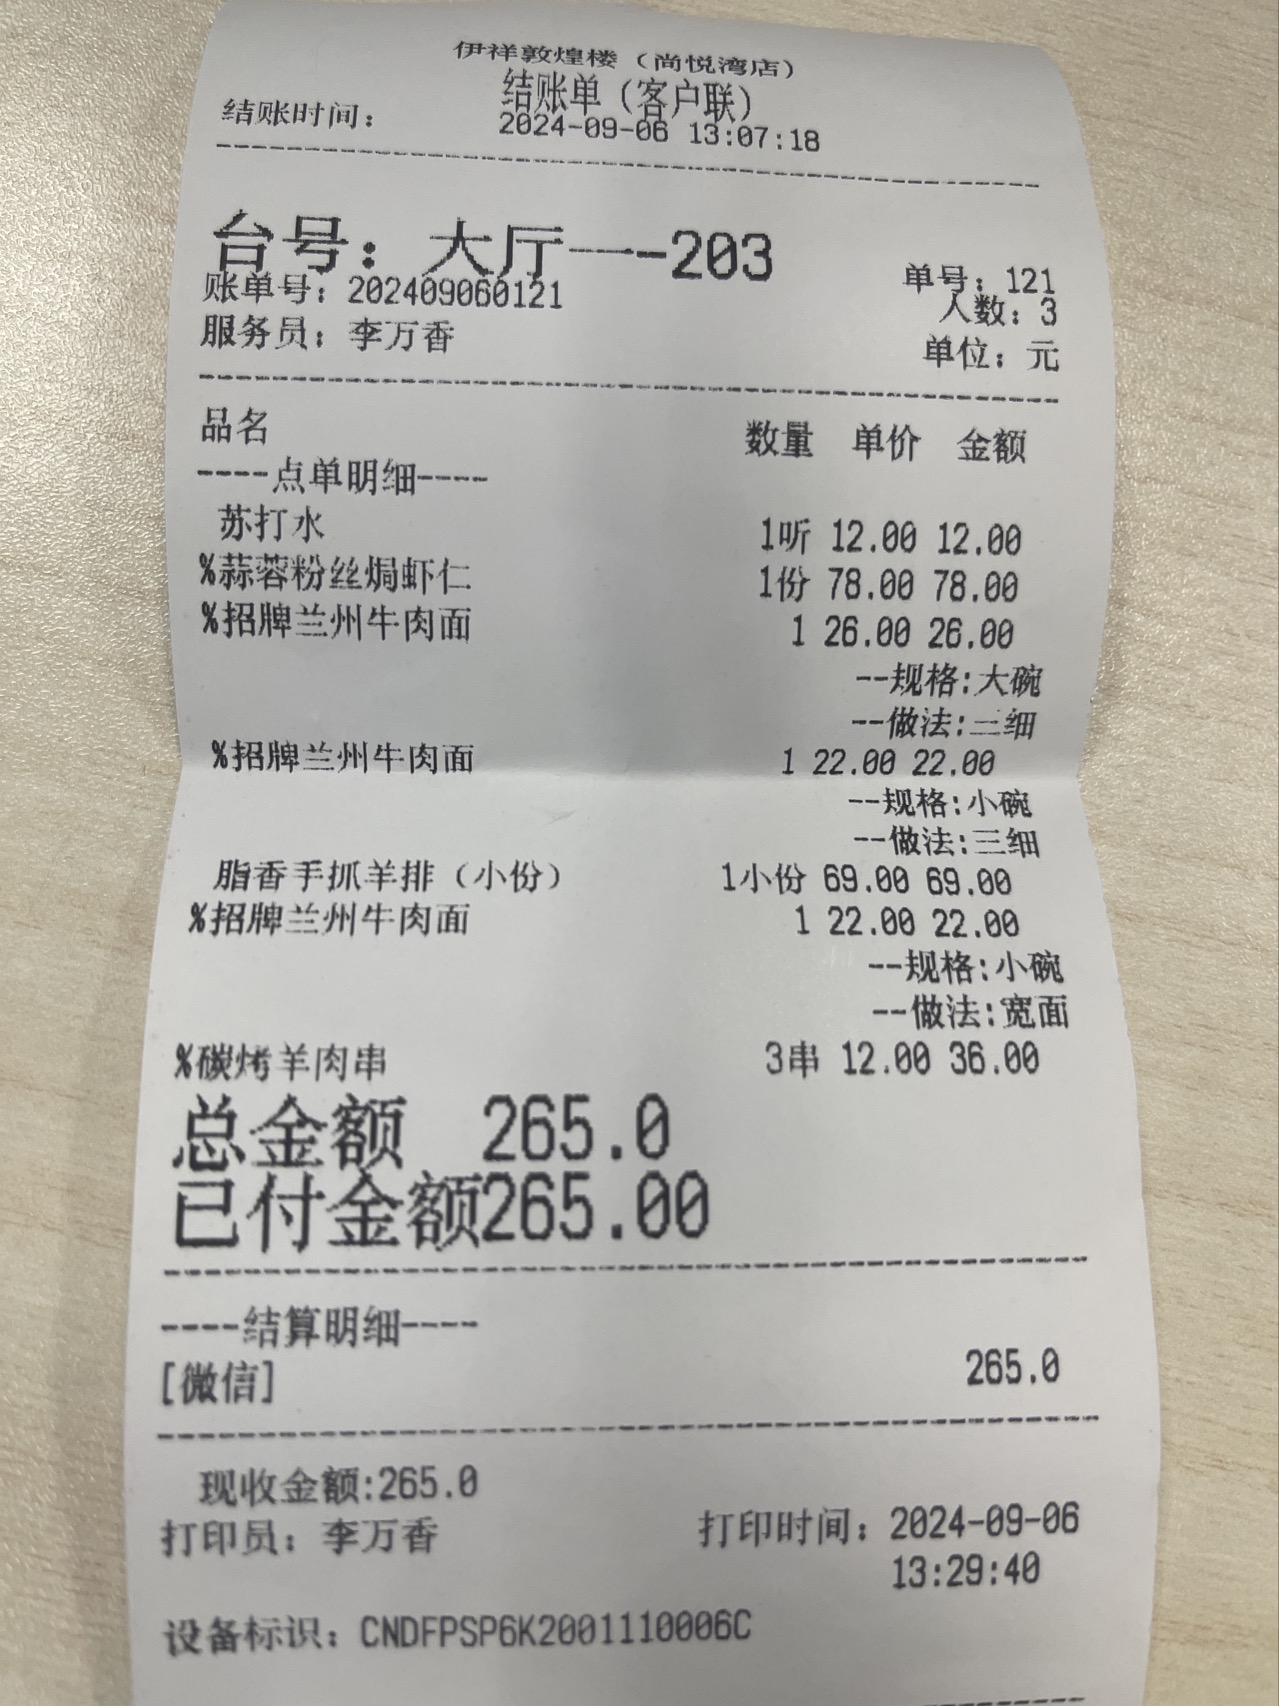 伊祥敦煌楼（尚悦湾店）
结账单（客户联）
结账时间： 2024-09-06 13:07:18
台号：大厅一--203
账单号：202409060121 单号：121
人数：3
服务员：李万香 单位：元
品名 数量 单价 金额
----点单明细----
苏打水 1听 12.00 12.00
%蒜蓉粉丝焗虾仁 1份 78.00 78.00
%招牌兰州牛肉面 1 26.00 26.00
--规格:大碗
--做法:三细
%招牌兰州牛肉面 1 22.00 22.00
--规格:小碗
--做法:三细
脂香手抓羊排（小份） 1小份 69.00 69.00
%招牌兰州牛肉面 1 22.00 22.00
--规格:小碗
--做法:宽面
%碳烤羊肉串 3串 12.00 36.00
总金额 265.0
已付金额265.00
----结算明细----
[微信] 265.0
现收金额:265.0
打印员：李万香 打印时间：2024-09-06
13:29:40
设备标识：CNDFPSP6K2001110006C